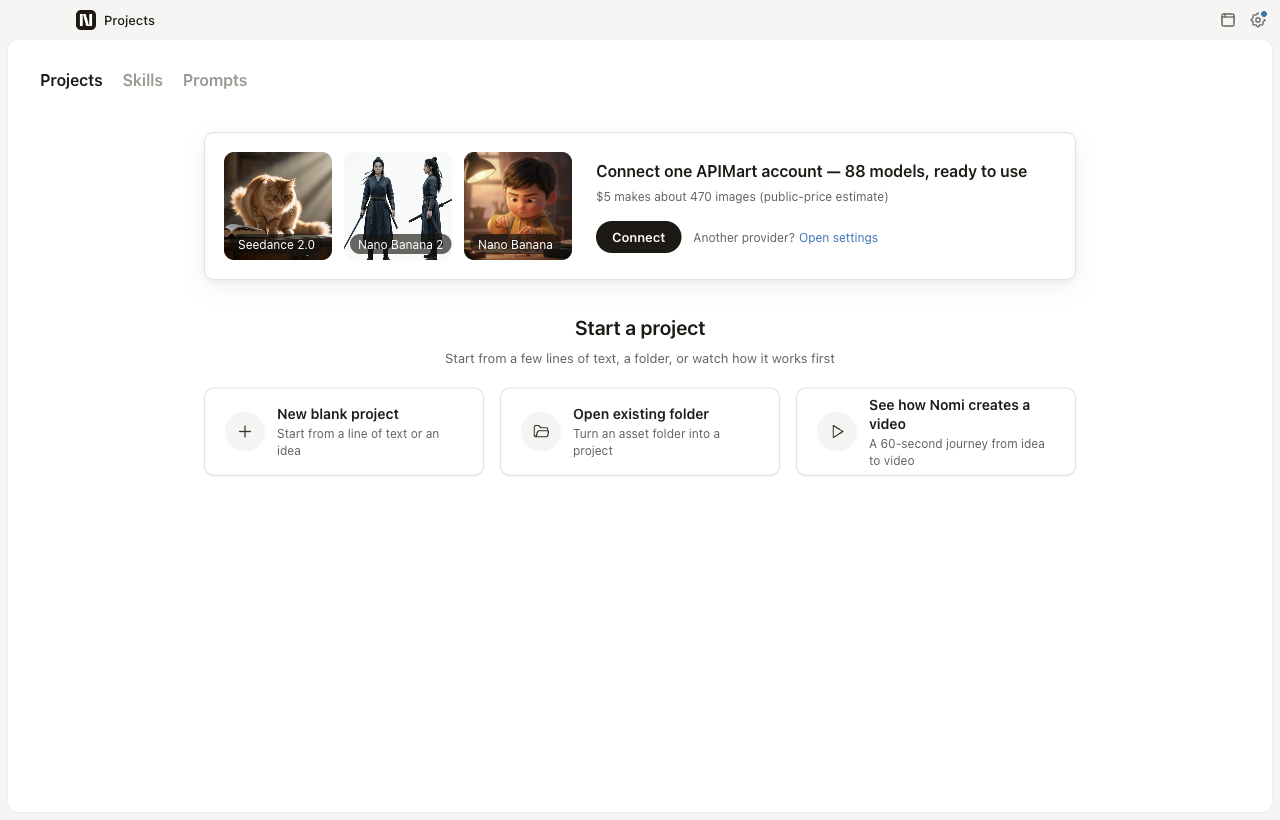 Projects
Projects
Skills
Prompts
Seedance 2.0
Nano Banana 2
Nano Banana
Connect one APIMart account — 88 models, ready to use
$5 makes about 470 images (public-price estimate)
Connect
Another provider? Open settings
Start a project
Start from a few lines of text, a folder, or watch how it works first
New blank project
Start from a line of text or an
idea
Open existing folder
Turn an asset folder into a
project
See how Nomi creates a
video
A 60-second journey from idea
to video